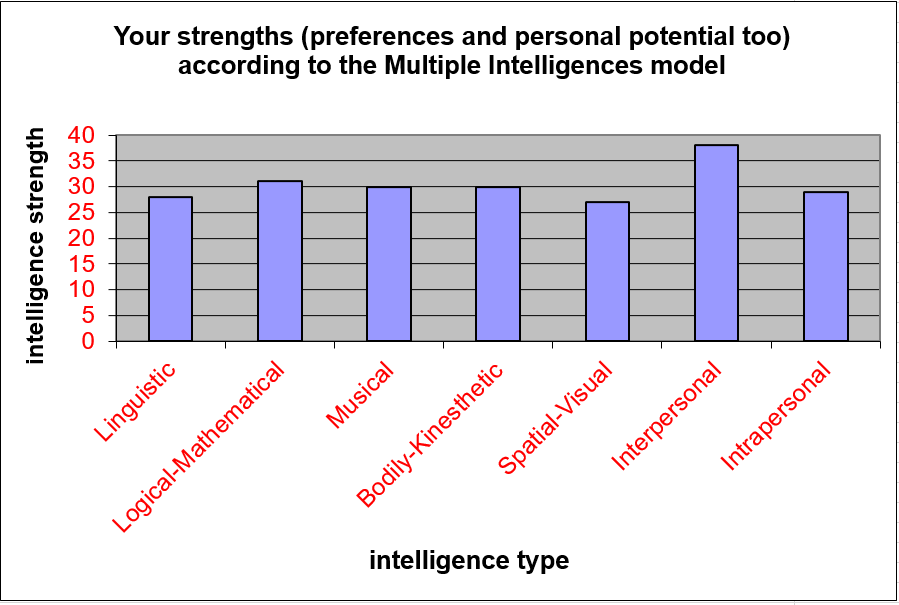 Your strengths (preferences and personal potential too)
according to the Multiple Intelligences model
intelligence strength
40
35
30
25
20
15
10
5
0
Linguistic
Logical-Mathematical
Musical
Bodily-Kinesthetic
Spatial-Visual
Interpersonal
Intrapersonal
intelligence type